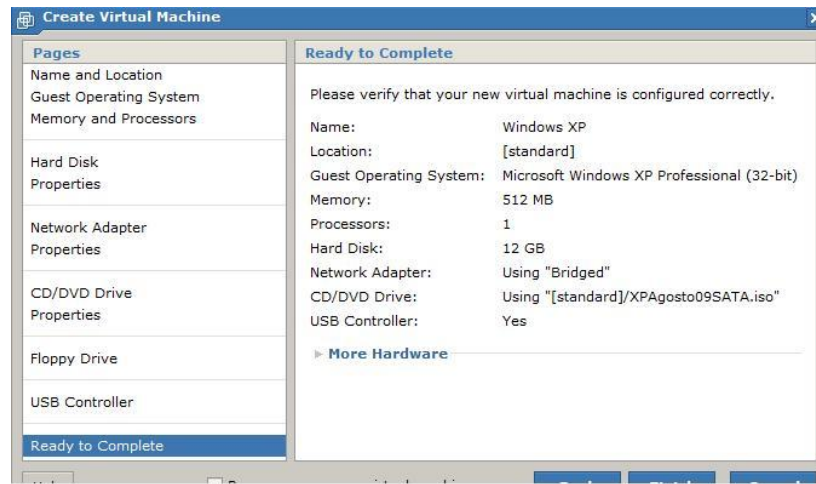 Create Virtual Machine
Pages
Name and Location
Guest Operating System
Memory and Processors
Hard Disk
Properties
Network Adapter
Properties
CD/DVD Drive
Properties
Floppy Drive
USB Controller
Ready to Complete
Ready to Complete
Please verify that your new virtual machine is configured correctly.
Name: Windows XP
Location: [standard]
Guest Operating System: Microsoft Windows XP Professional (32-bit)
Memory: 512 MB
Processors: 1
Hard Disk: 12 GB
Network Adapter: Using "Bridged"
CD/DVD Drive: Using "[standard]/XPAgosto09SATA.iso"
USB Controller: Yes
More Hardware